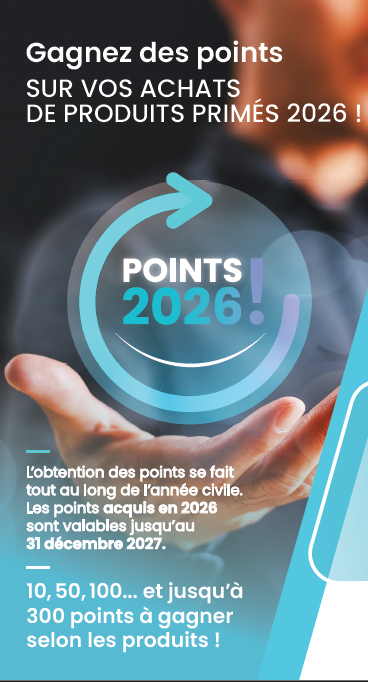 Gagnez des points
SUR VOS ACHATS
DE PRODUITS PRIMÉS 2026 !
POINTS
2026!
L'obtention des points se fait
tout au long de l'année civile.
Les points acquis en 2026
sont valables jusqu'au
31 décembre 2027.
10, 50, 100... et jusqu'à
300 points à gagner
selon les produits !